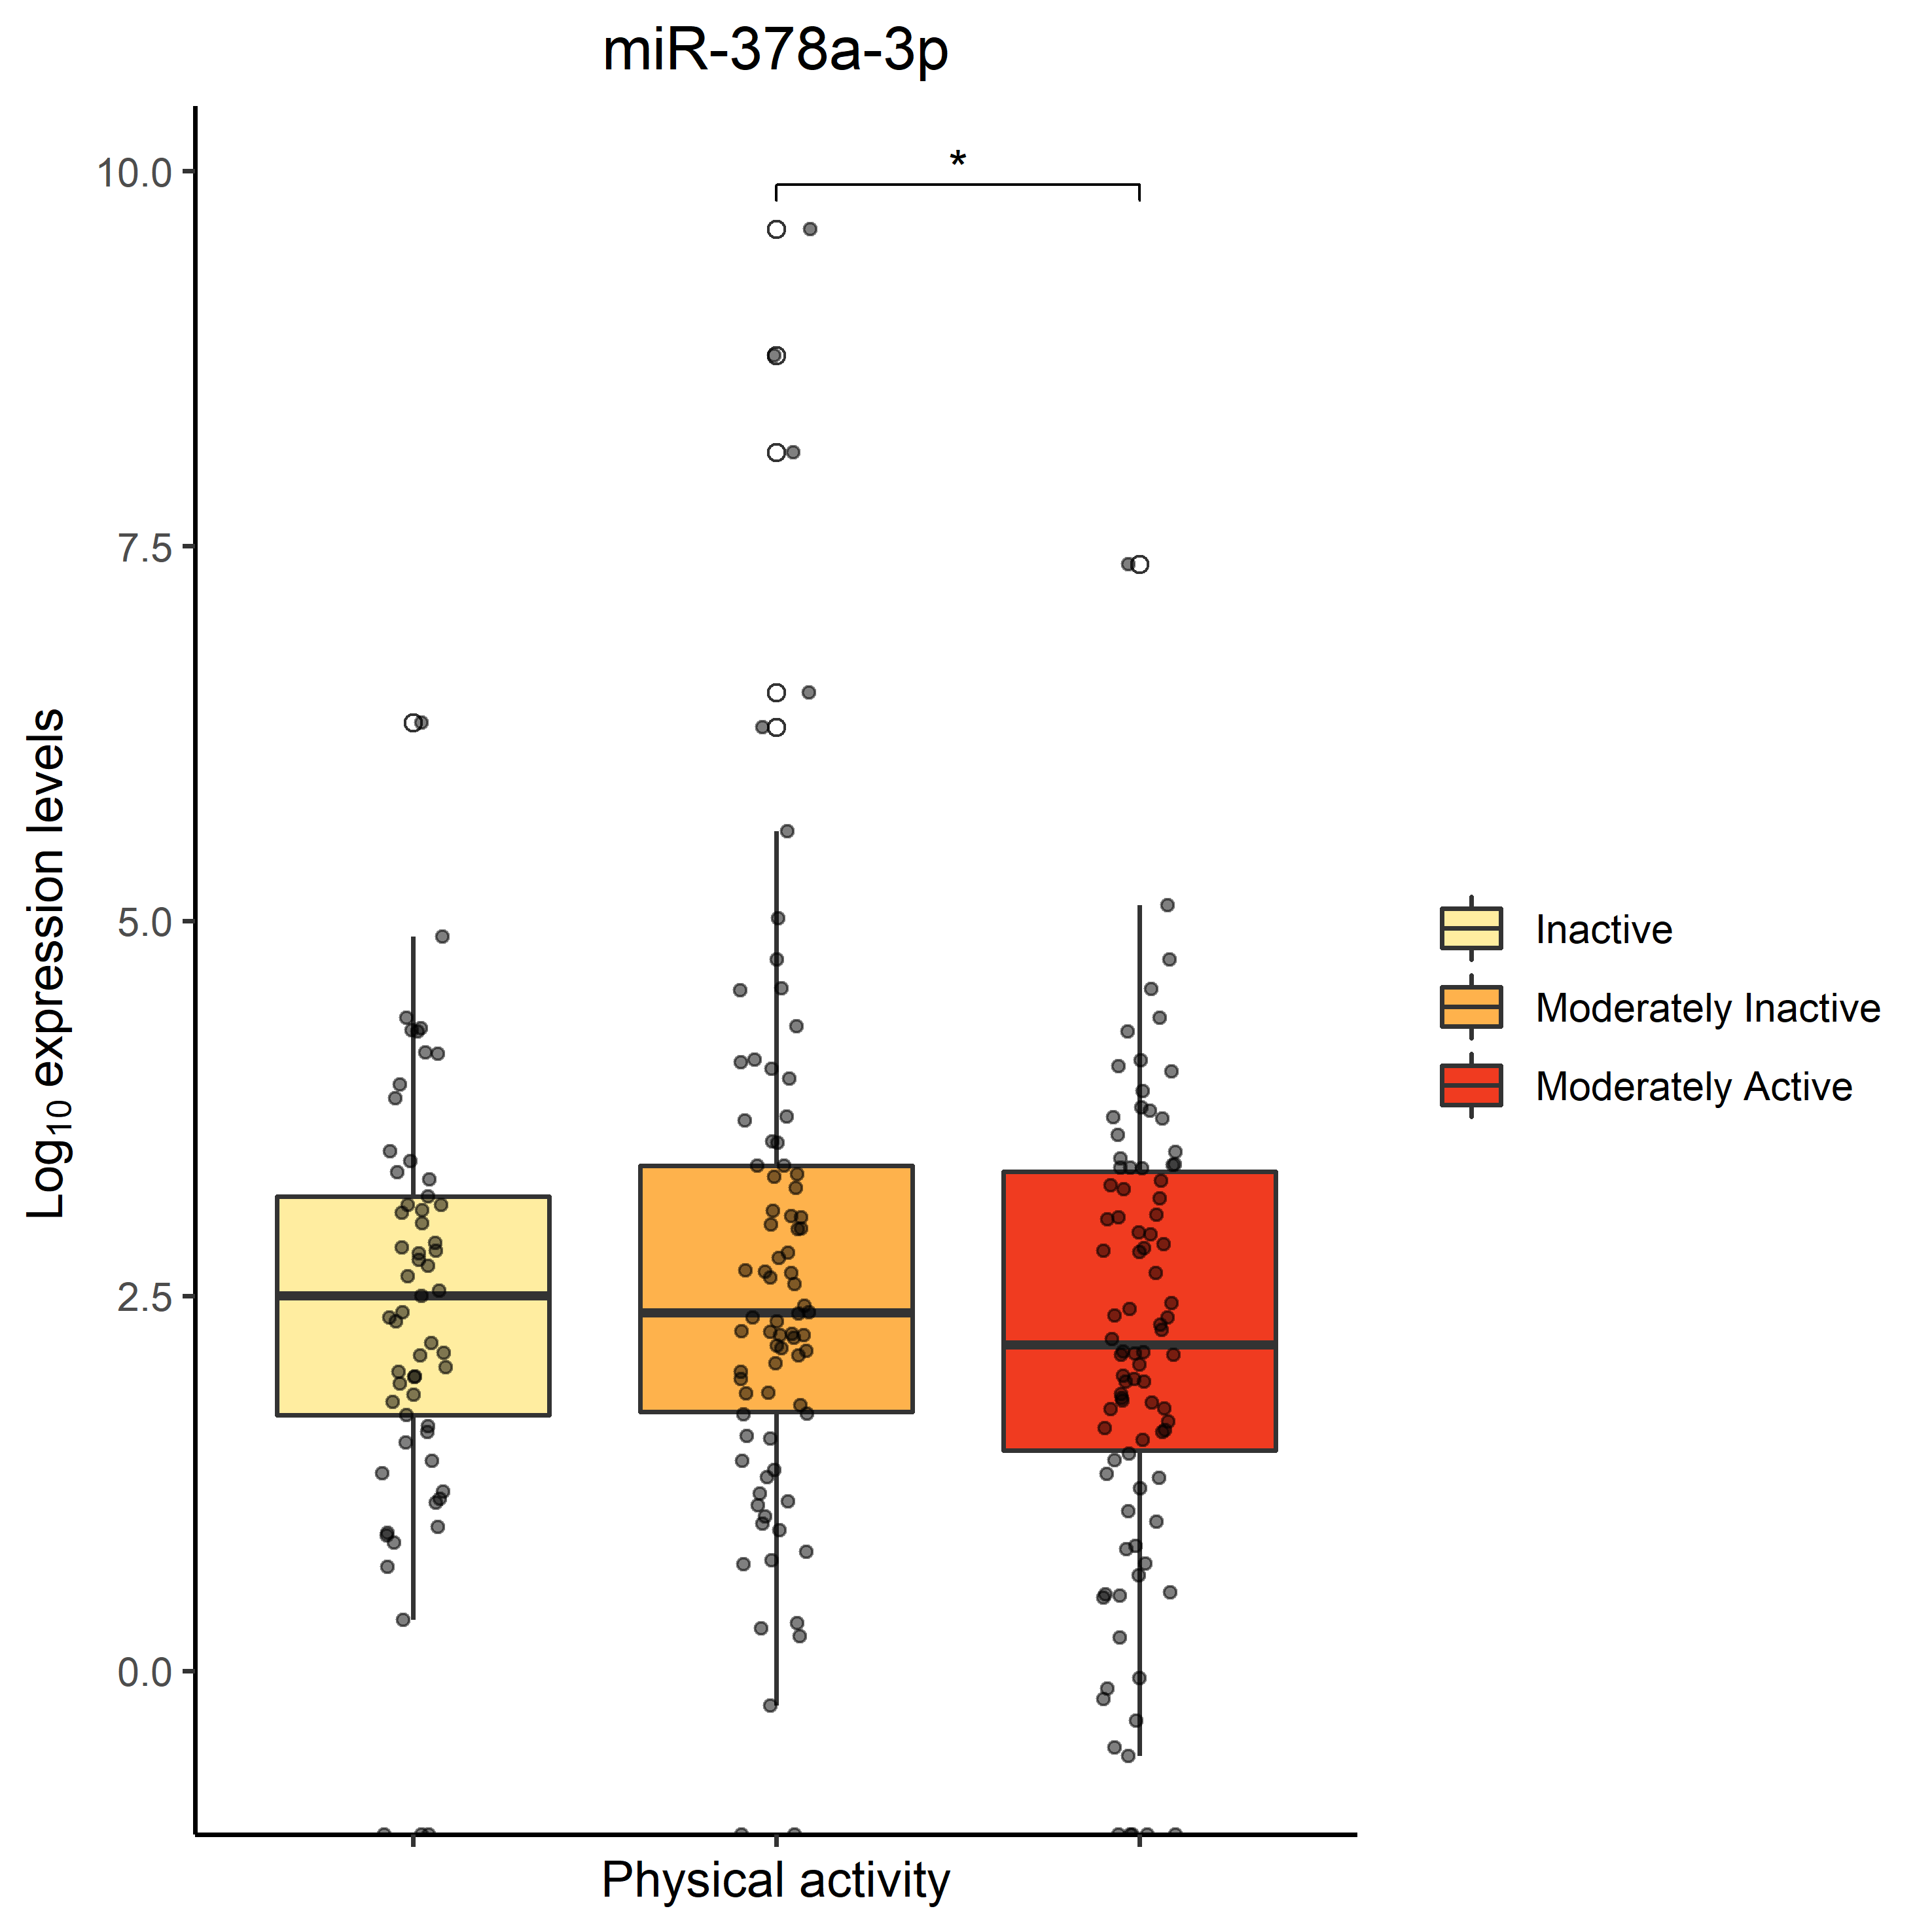 miR-378a-3p
*
10.0
7.5
5.0
2.5
0.0
Log₁₀ expression levels
Physical activity
Inactive
Moderately Inactive
Moderately Active